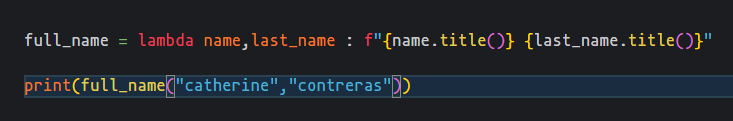 full_name = lambda name,last_name : f"{name.title()} {last_name.title()}"
print(full_name("catherine","contreras"))